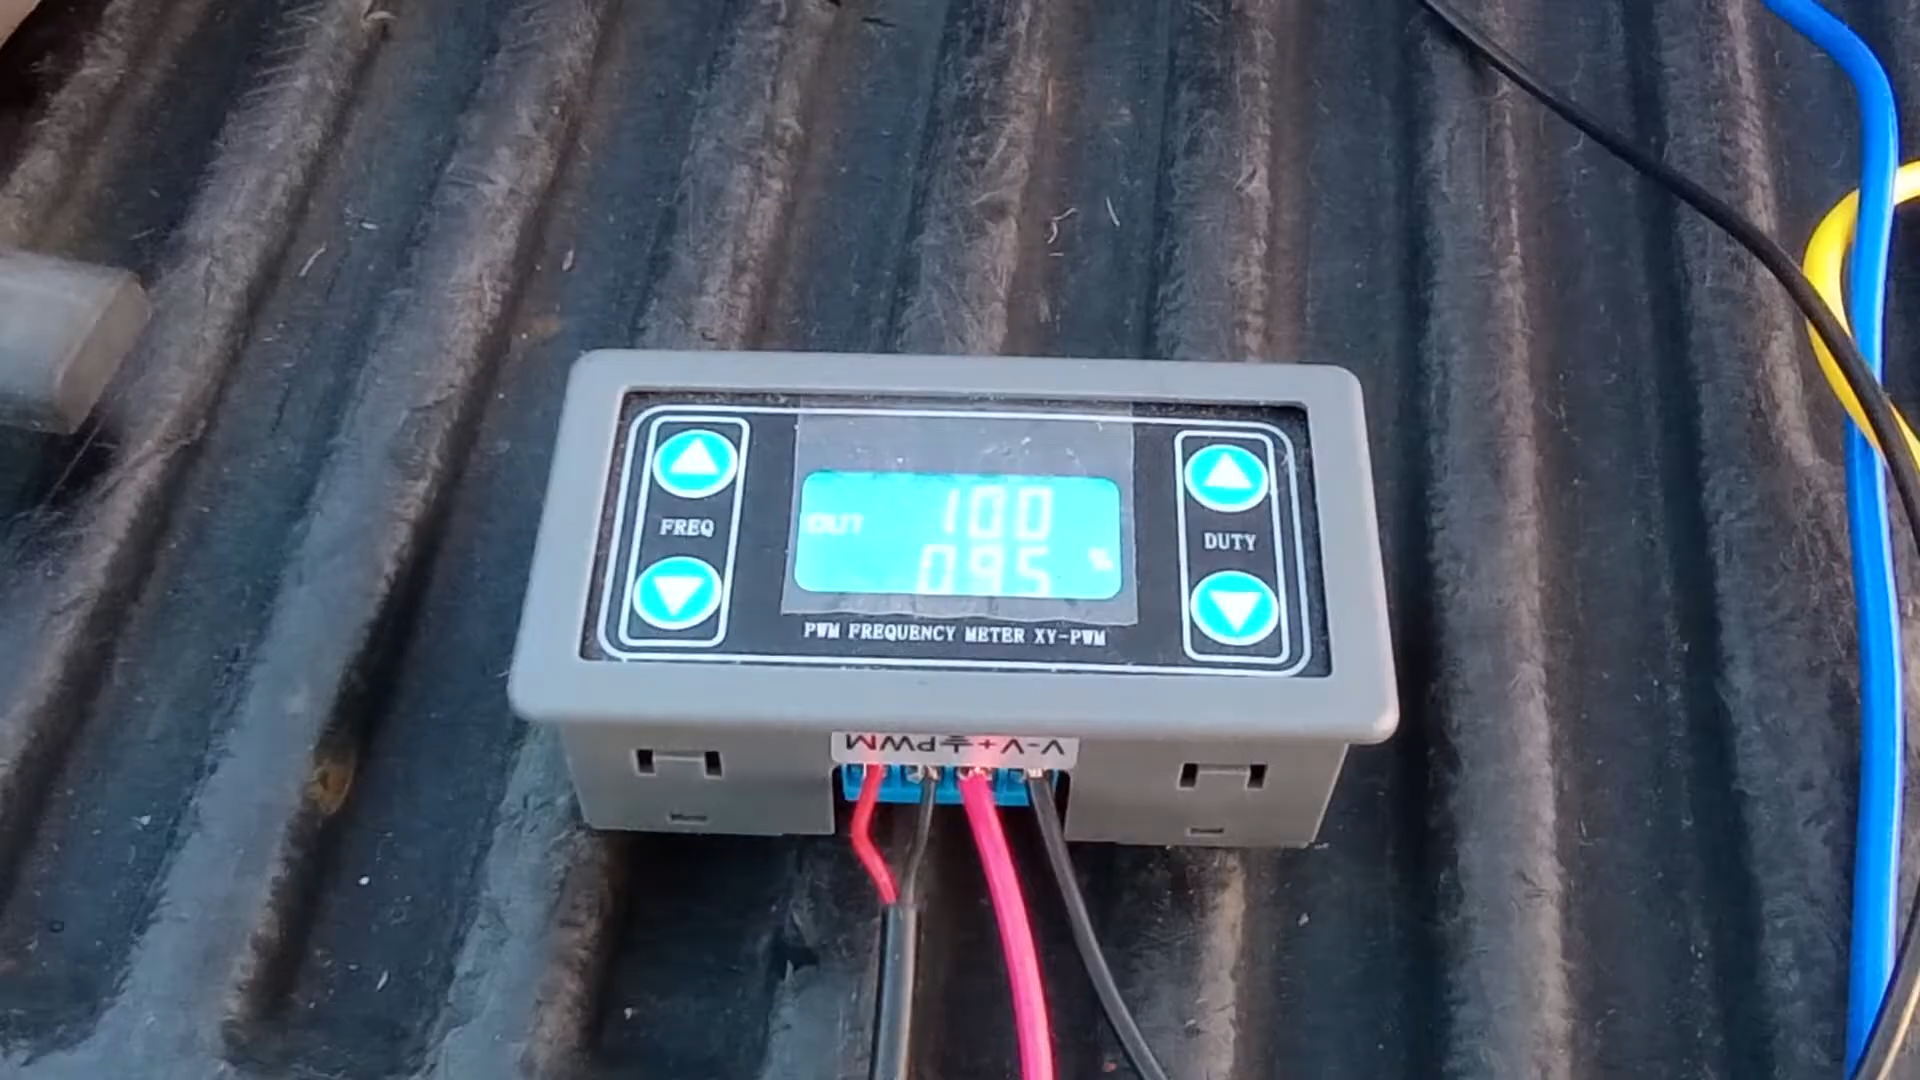 FREQ
OUT 100
095 %
DUTY
PWM FREQUENCY METER XY-PWM
V-V+⏚PWM